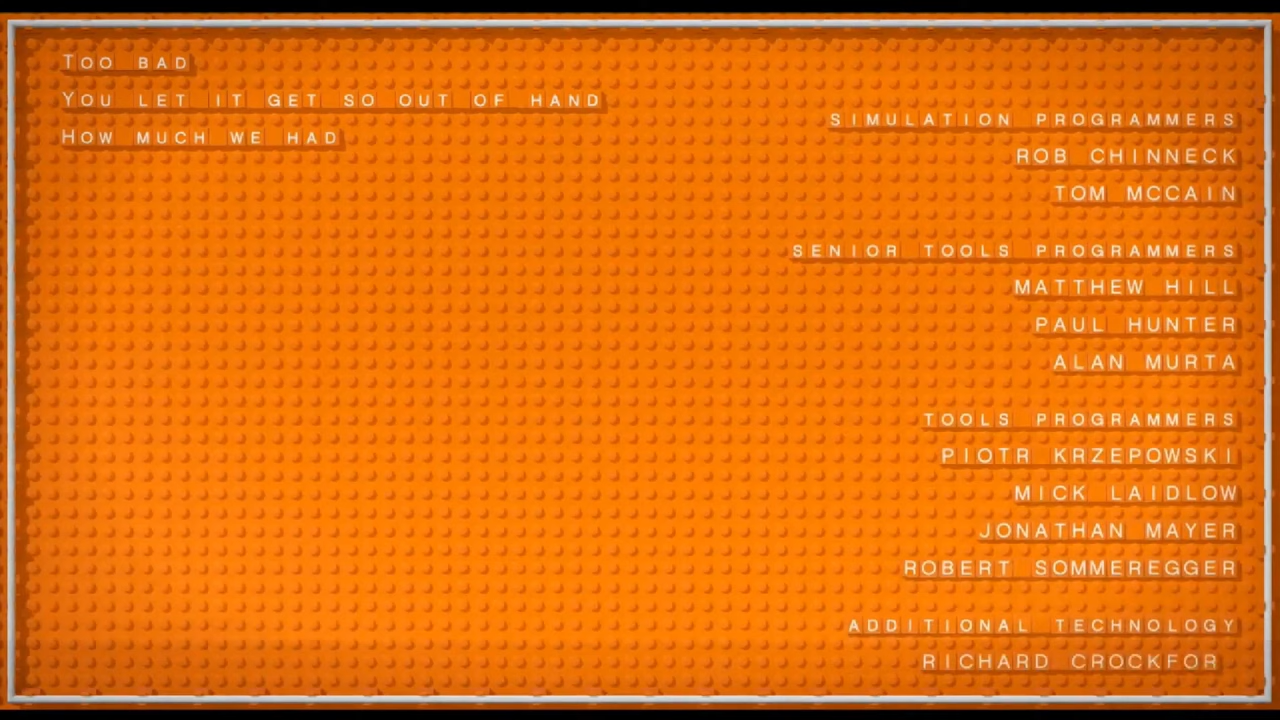 Too bad
You let it get so out of hand
How much we had
SIMULATION PROGRAMMERS
ROB CHINNECK
TOM MCCAIN
SENIOR TOOLS PROGRAMMERS
MATTHEW HILL
PAUL HUNTER
ALAN MURTA
TOOLS PROGRAMMERS
PIOTR KRZEPOWSKI
MICK LAIDLOW
JONATHAN MAYER
ROBERT SOMMEREGGER
ADDITIONAL TECHNOLOGY
RICHARD CROCKFOR